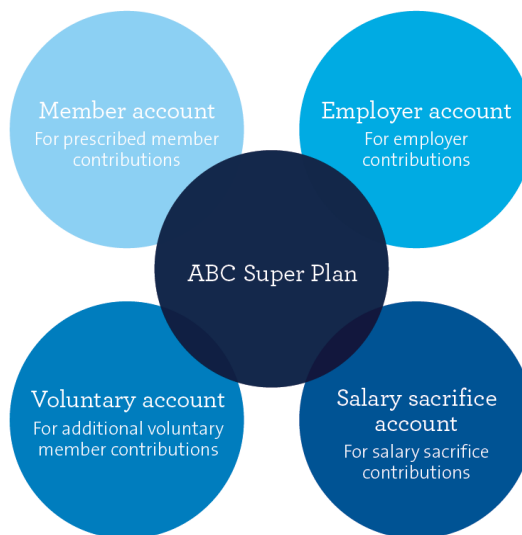 Member account
For prescribed member
contributions
Employer account
For employer
contributions
ABC Super Plan
Voluntary account
For additional voluntary
member contributions
Salary sacrifice
account
For salary sacrifice
contributions